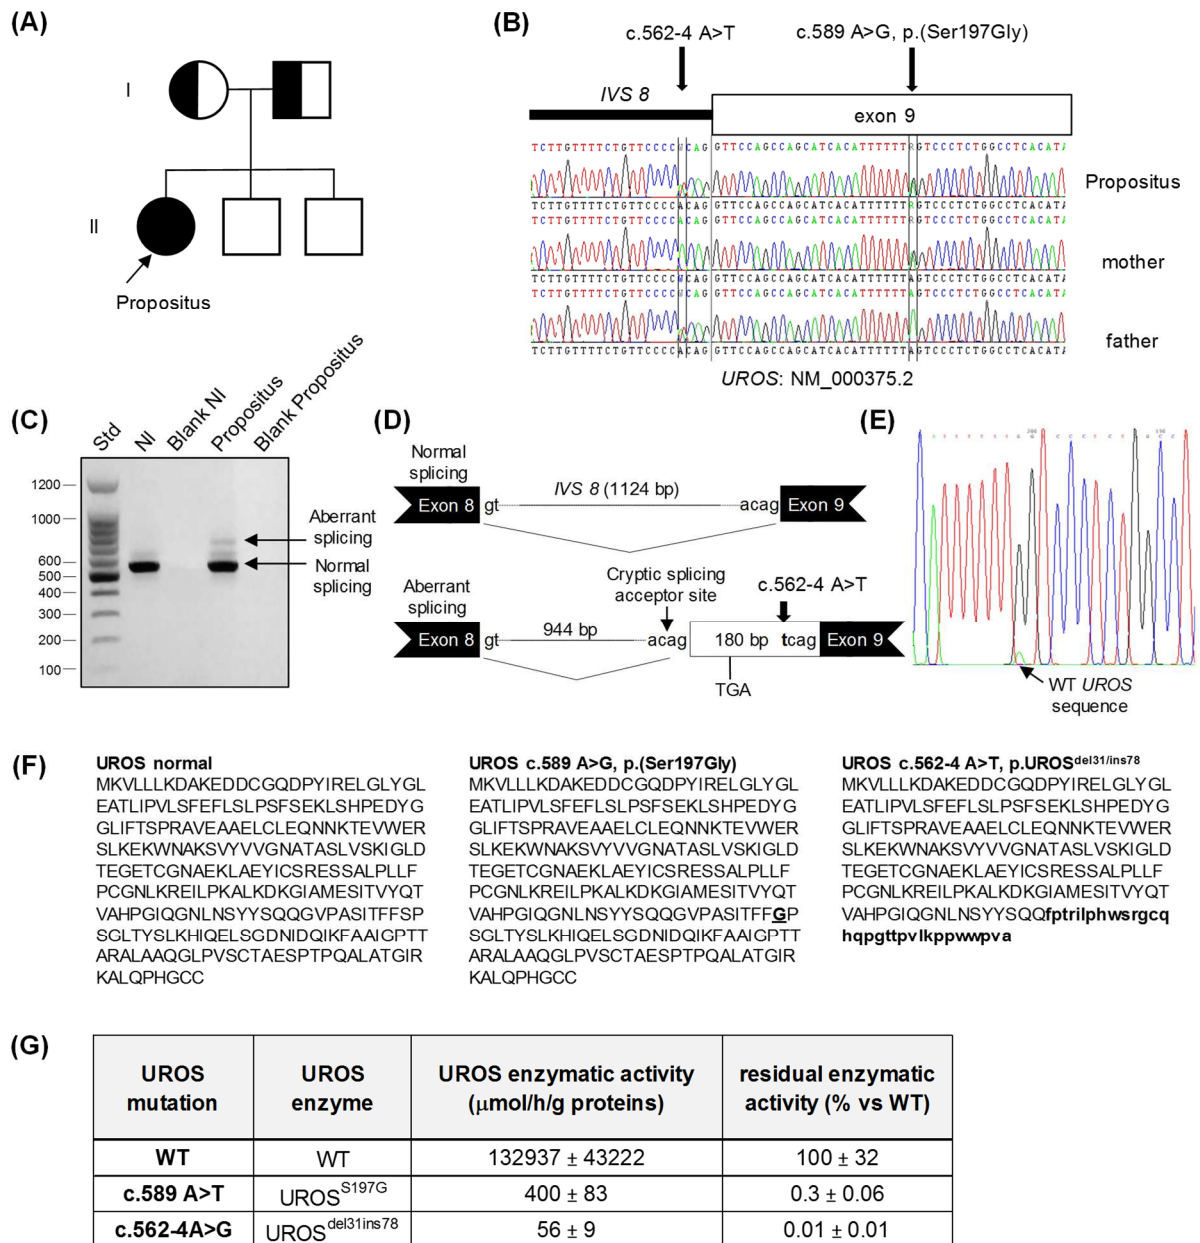 (A)
I
II
Propositus
(B)
c.562-4 A>T
c.589 A>G, p.(Ser197Gly)
IVS 8
exon 9
TCTTGTTTTCTGTTCCCCWCAGGTTCCAGCCAGCATCACATTTTTTRGTCCCTCTGGCCTCACATA
Propositus
TCTTGTTTTCTGTTCCCCACAGGTTCCAGCCAGCATCACATTTTTTRGTCCCTCTGGCCTCACATA
mother
TCTTGTTTTCTGTTCCCCWCAGGTTCCAGCCAGCATCACATTTTTTAGTCCCTCTGGCCTCACATA
father
TCTTGTTTTCTGTTCCCCACAGGTTCCAGCCAGCATCACATTTTTTAGTCCCTCTGGCCTCACATA
UROS: NM_000375.2
(C)
Std
NI
Blank NI
Propositus
Blank Propositus
1200
1000
600
500
400
300
200
100
Aberrant
splicing
Normal
splicing
(D)
Normal
splicing
Exon 8
gt
IVS 8 (1124 bp)
acag
Exon 9
Cryptic splicing
acceptor site
c.562-4 A>T
Aberrant
splicing
Exon 8
gt
944 bp
acag
180 bp
tcag
Exon 9
TGA
(E)
WT UROS
sequence
(F)
UROS normal
MKVLLLKDAKEDDCGQDPYIRELGLYGL
EATLIPVLSFEFLSLPSFSEKLSHPEDYG
GLIFTSPRAVEAAELCLEQNNKTEVWER
SLKEKWNAKSVYVVGNATASLVSKIGLD
TEGETCGNAEKLAEYICSRESSALPLLF
PCGNLKREILPKALKDKGIAMESITVYQT
VAHPGIQGNLNSYYSQQGVPASITFFSP
SGLTYSLKHIQELSGDNIDQIKFAAIGPTT
ARALAAQGLPVSCTAESPTPQALATGIR
KALQPHGCC
UROS c.589 A>G, p.(Ser197Gly)
MKVLLLKDAKEDDCGQDPYIRELGLYGL
EATLIPVLSFEFLSLPSFSEKLSHPEDYG
GLIFTSPRAVEAAELCLEQNNKTEVWER
SLKEKWNAKSVYVVGNATASLVSKIGLD
TEGETCGNAEKLAEYICSRESSALPLLF
PCGNLKREILPKALKDKGIAMESITVYQT
VAHPGIQGNLNSYYSQQGVPASITFFGP
SGLTYSLKHIQELSGDNIDQIKFAAIGPTT
ARALAAQGLPVSCTAESPTPQALATGIR
KALQPHGCC
UROS c.562-4 A>T, p.UROSdel31/ins78
MKVLLLKDAKEDDCGQDPYIRELGLYGL
EATLIPVLSFEFLSLPSFSEKLSHPEDYG
GLIFTSPRAVEAAELCLEQNNKTEVWER
SLKEKWNAKSVYVVGNATASLVSKIGLD
TEGETCGNAEKLAEYICSRESSALPLLF
PCGNLKREILPKALKDKGIAMESITVYQT
VAHPGIQGNLNSYYSQQfptrilphwsrgcq
hqpgttpvlkppwwpva
(G)
UROS
mutation
UROS
enzyme
UROS enzymatic activity
(µmol/h/g proteins)
residual enzymatic
activity (% vs WT)
WT
WT
132937 ± 43222
100 ± 32
c.589 A>T
UROSS197G
400 ± 83
0.3 ± 0.06
c.562-4A>G
UROSdel31ins78
56 ± 9
0.01 ± 0.01